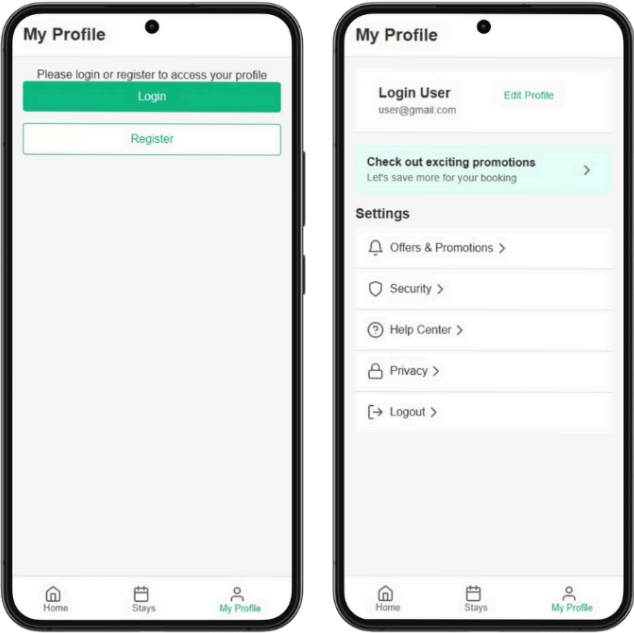 My Profile
Please login or register to access your profile
Login
Register
Home
Stays
My Profile
My Profile
Login User
Edit Profile
user@gmail.com
Check out exciting promotions
Let's save more for your booking
Settings
Offers & Promotions
Security
Help Center
Privacy
Logout
Home
Stays
My Profile